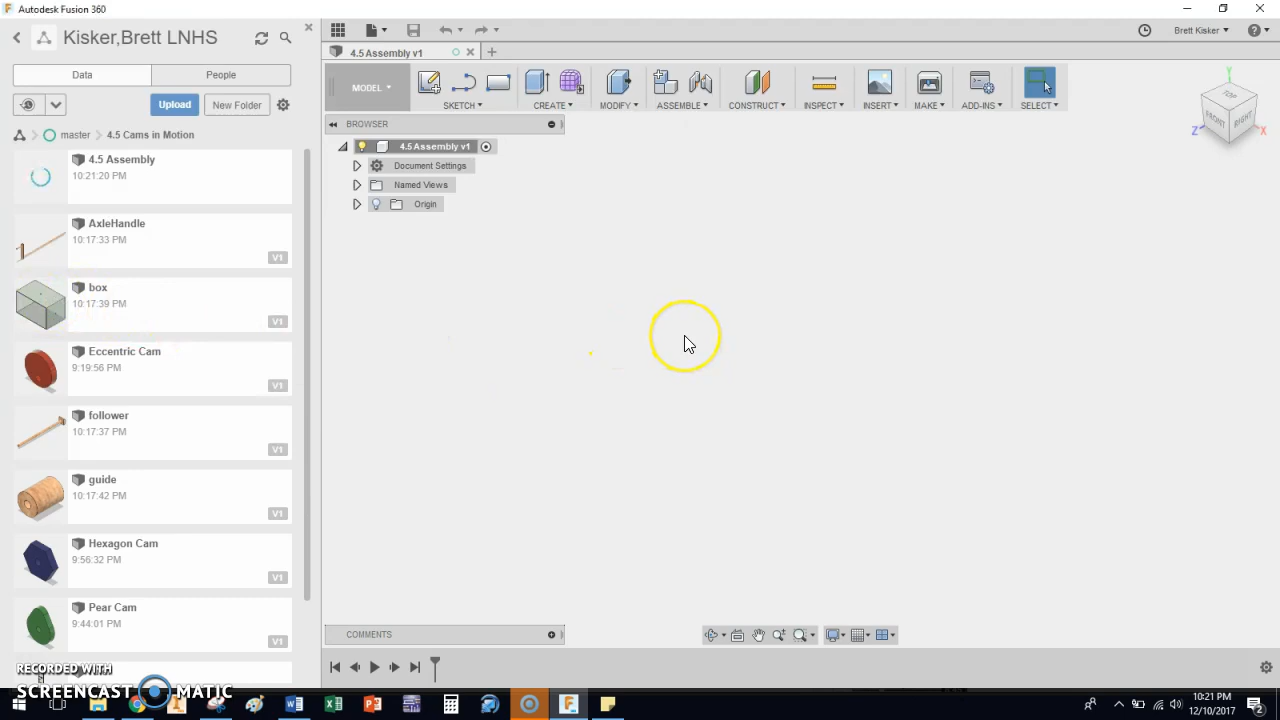 Autodesk Fusion 360
Kisker,Brett LNHS
Brett Kisker
4.5 Assembly v1
Data
People
MODEL
SKETCH
CREATE
MODIFY
ASSEMBLE
CONSTRUCT
INSPECT
INSERT
MAKE
ADD-INS
SELECT
Upload
New Folder
TOP
FRONT
RIGHT
Y
Z
X
BROWSER
master
4.5 Cams in Motion
4.5 Assembly v1
Document Settings
Named Views
Origin
4.5 Assembly
10:21:20 PM
AxleHandle
10:17:33 PM
V1
box
10:17:39 PM
V1
Eccentric Cam
9:19:56 PM
V1
follower
10:17:37 PM
V1
guide
10:17:42 PM
V1
Hexagon Cam
9:56:32 PM
V1
Pear Cam
9:44:01 PM
V1
COMMENTS
RECORDED WITH
SCREENCAST MATIC
10:21 PM
12/10/2017
2